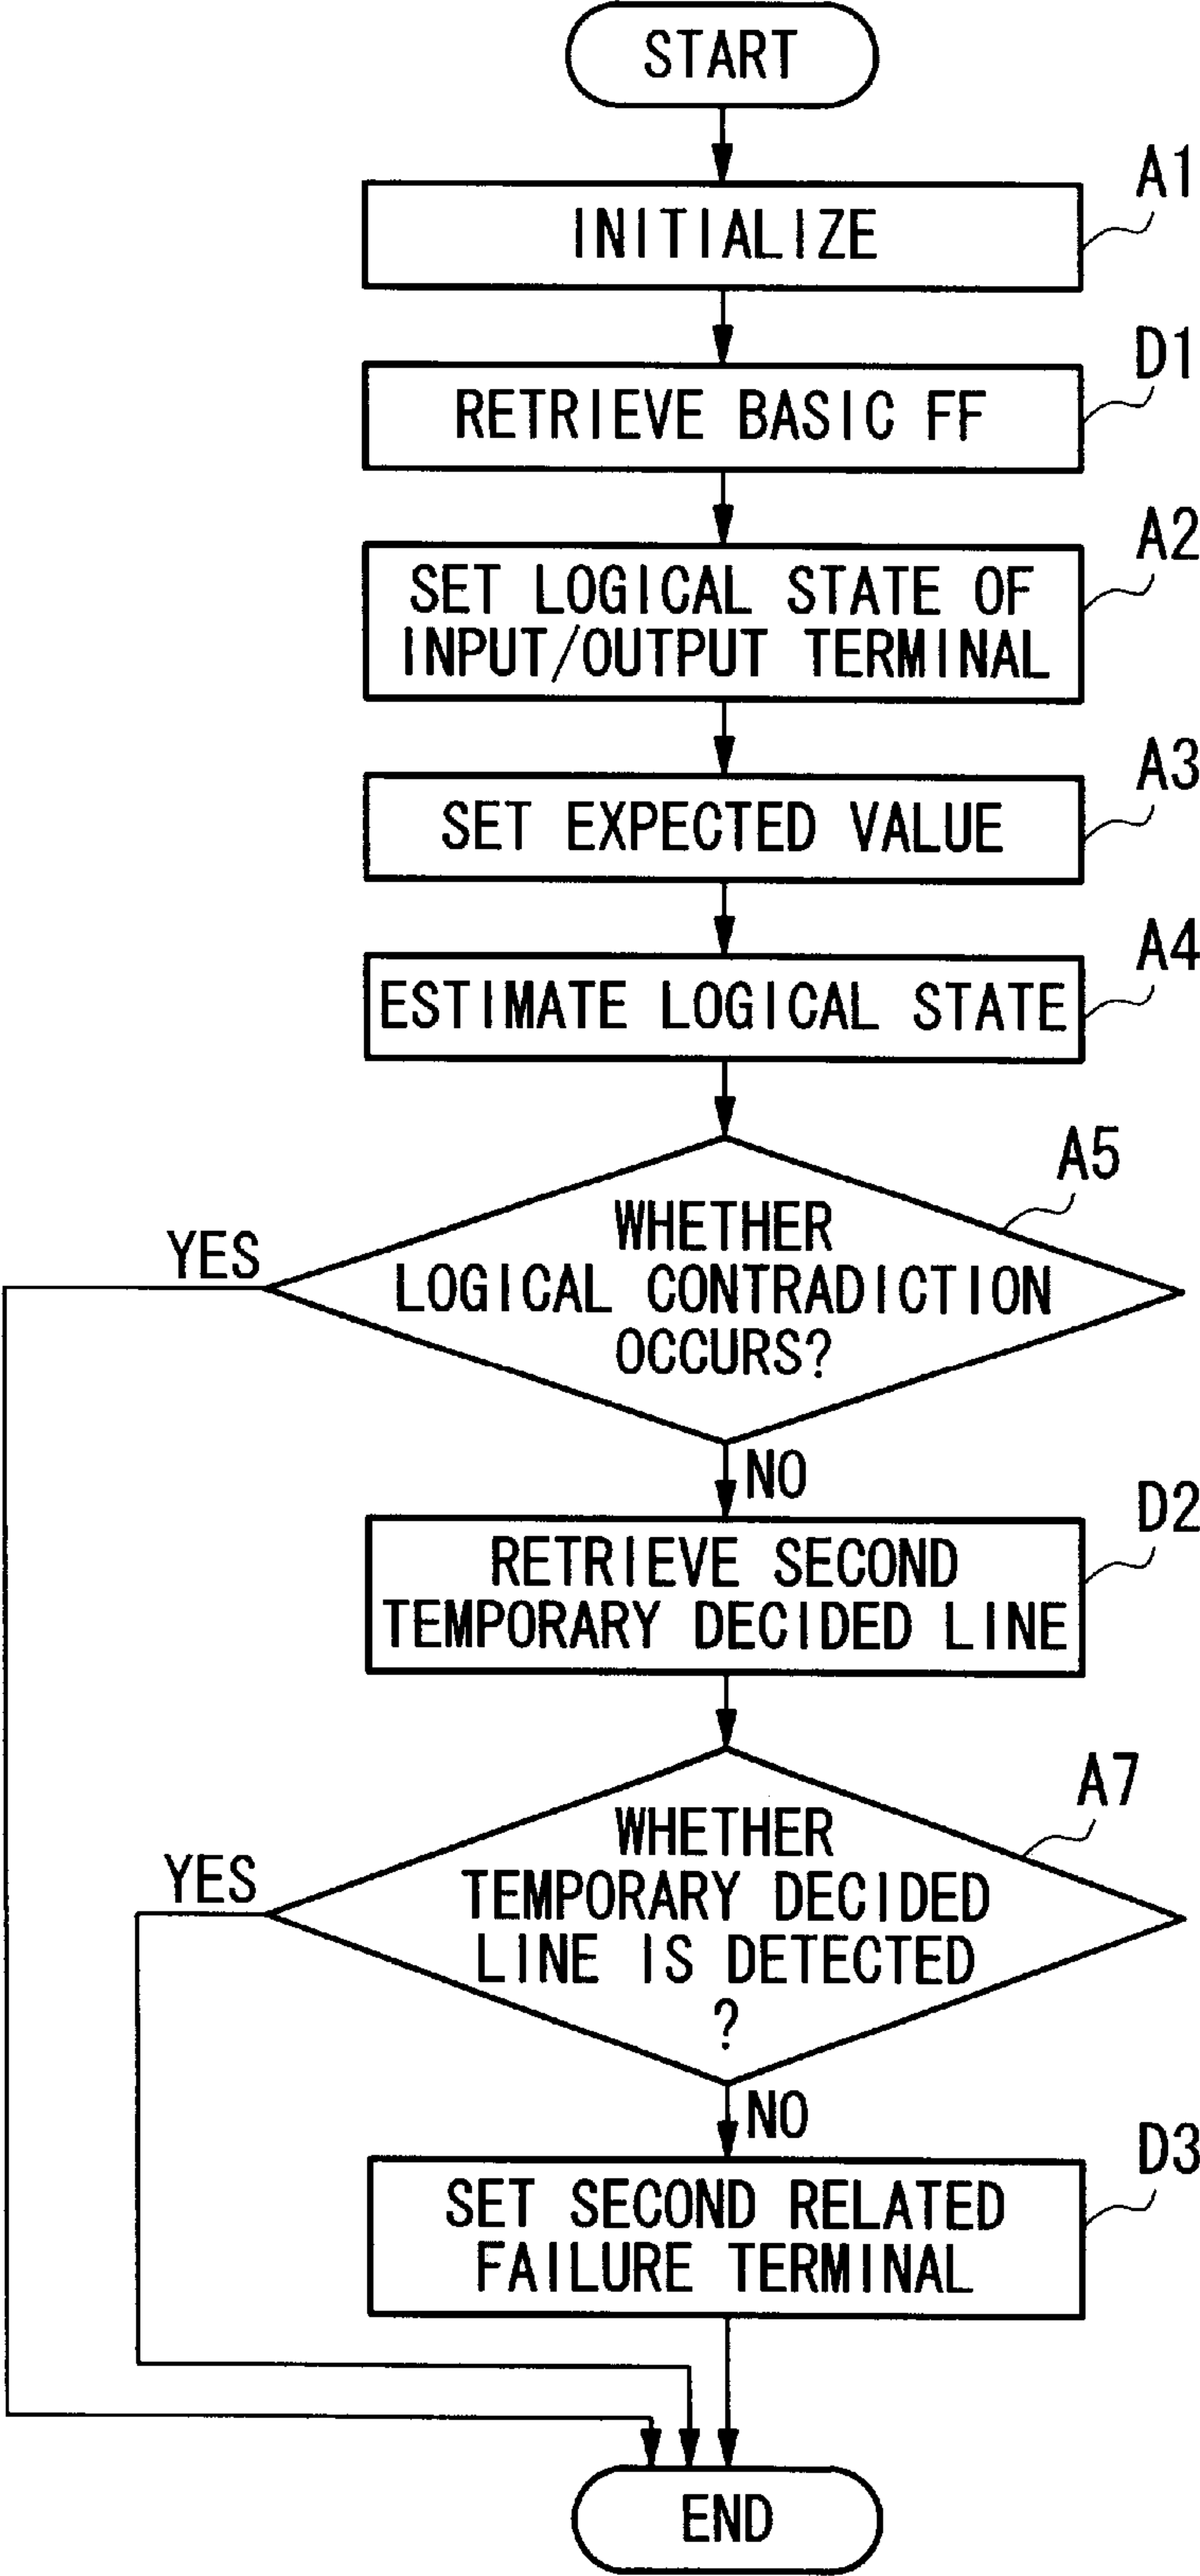 START
A1
INITIALIZE
D1
RETRIEVE BASIC FF
A2
SET LOGICAL STATE OF
INPUT/OUTPUT TERMINAL
A3
SET EXPECTED VALUE
A4
ESTIMATE LOGICAL STATE
A5
WHETHER
LOGICAL CONTRADICTION
OCCURS?
YES
NO
D2
RETRIEVE SECOND
TEMPORARY DECIDED LINE
A7
WHETHER
TEMPORARY DECIDED
LINE IS DETECTED
?
YES
NO
D3
SET SECOND RELATED
FAILURE TERMINAL
END